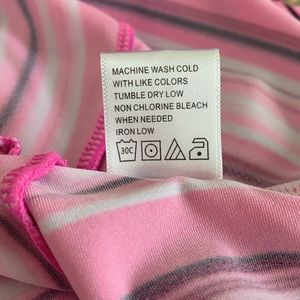 MACHINE WASH COLD
WITH LIKE COLORS
TUMBLE DRY LOW
NON CHLORINE BLEACH
WHEN NEEDED
IRON LOW
30C